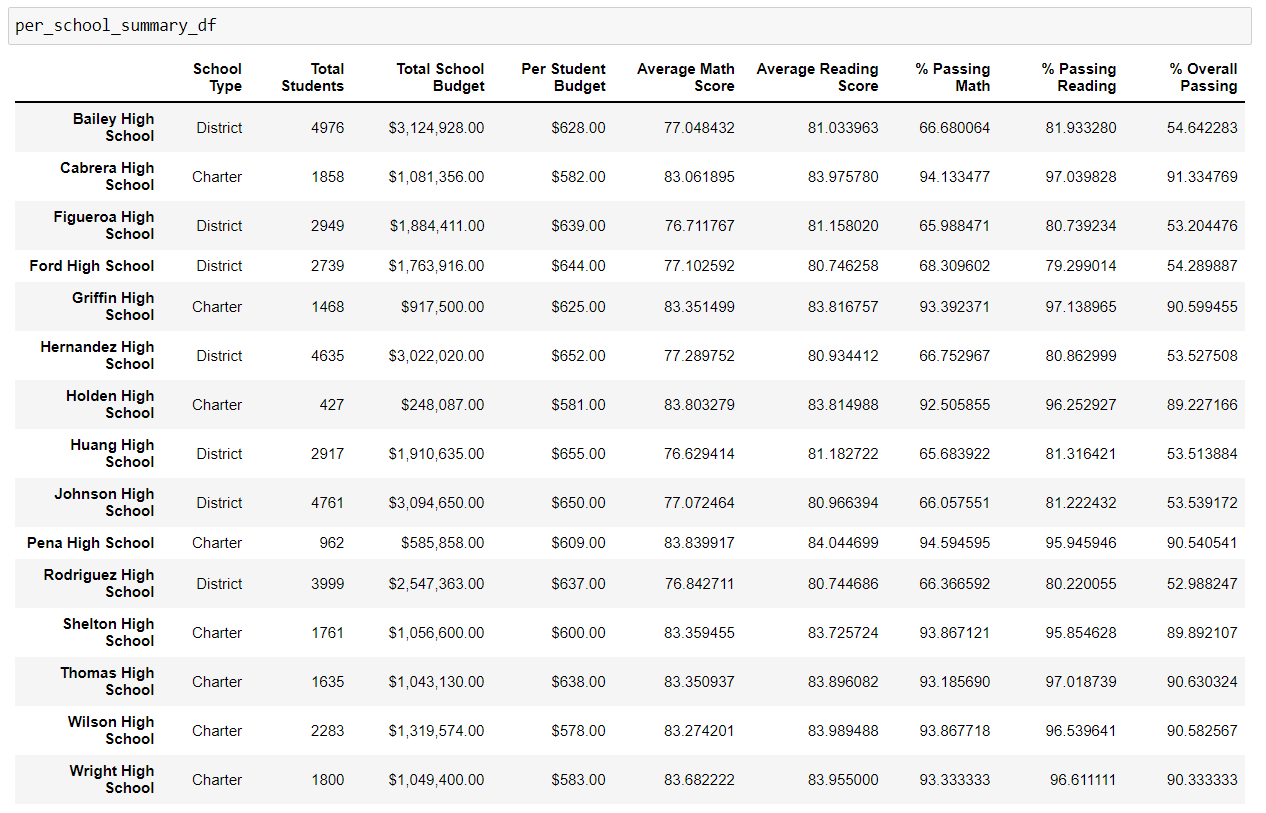 per_school_summary_df
School Type Total Students Total School Budget Per Student Budget Average Math Score Average Reading Score % Passing Math % Passing Reading % Overall Passing
Bailey High School District 4976 $3,124,928.00 $628.00 77.048432 81.033963 66.680064 81.933280 54.642283
Cabrera High School Charter 1858 $1,081,356.00 $582.00 83.061895 83.975780 94.133477 97.039828 91.334769
Figueroa High School District 2949 $1,884,411.00 $639.00 76.711767 81.158020 65.988471 80.739234 53.204476
Ford High School District 2739 $1,763,916.00 $644.00 77.102592 80.746258 68.309602 79.299014 54.289887
Griffin High School Charter 1468 $917,500.00 $625.00 83.351499 83.816757 93.392371 97.138965 90.599455
Hernandez High School District 4635 $3,022,020.00 $652.00 77.289752 80.934412 66.752967 80.862999 53.527508
Holden High School Charter 427 $248,087.00 $581.00 83.803279 83.814988 92.505855 96.252927 89.227166
Huang High School District 2917 $1,910,635.00 $655.00 76.629414 81.182722 65.683922 81.316421 53.513884
Johnson High School District 4761 $3,094,650.00 $650.00 77.072464 80.966394 66.057551 81.222432 53.539172
Pena High School Charter 962 $585,858.00 $609.00 83.839917 84.044699 94.594595 95.945946 90.540541
Rodriguez High School District 3999 $2,547,363.00 $637.00 76.842711 80.744686 66.366592 80.220055 52.988247
Shelton High School Charter 1761 $1,056,600.00 $600.00 83.359455 83.725724 93.867121 95.854628 89.892107
Thomas High School Charter 1635 $1,043,130.00 $638.00 83.350937 83.896082 93.185690 97.018739 90.630324
Wilson High School Charter 2283 $1,319,574.00 $578.00 83.274201 83.989488 93.867718 96.539641 90.582567
Wright High School Charter 1800 $1,049,400.00 $583.00 83.682222 83.955000 93.333333 96.611111 90.333333